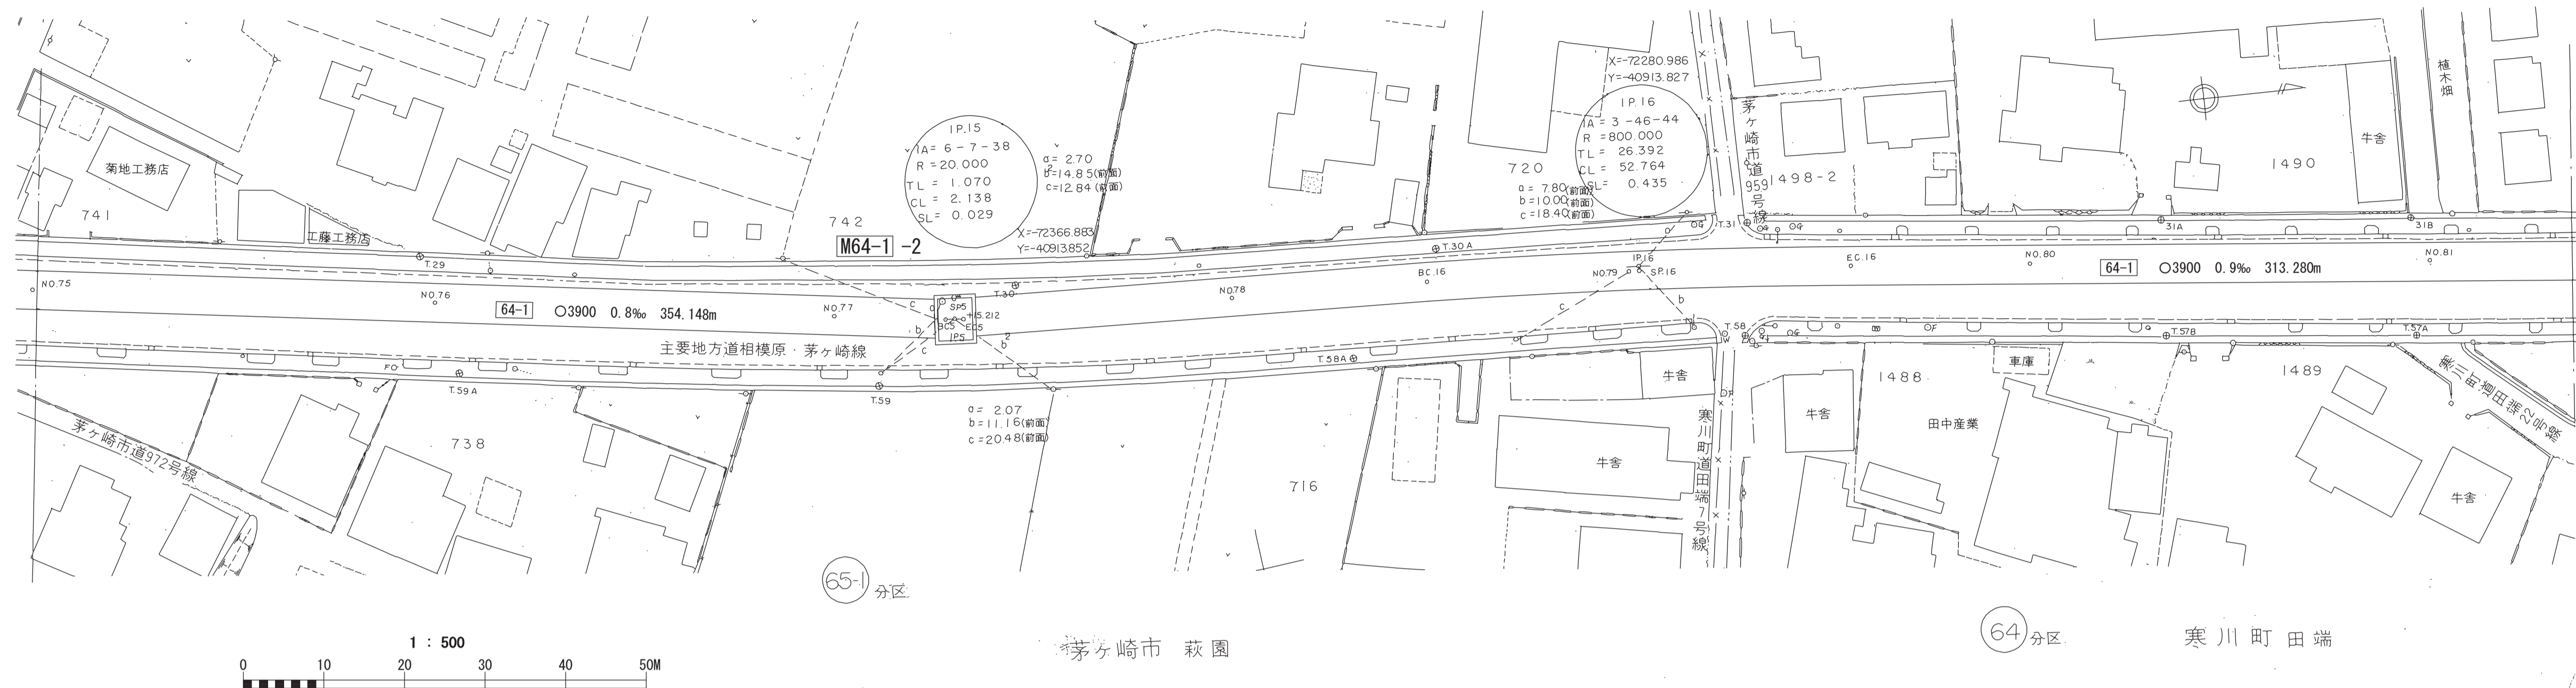 菊地工務店
741
工藤工務店
742
M64-1 -2
I.P.15
IA= 6-7-38
R =20.000
TL = 1.070
CL = 2.138
SL= 0.029
a= 2.70
b=14.85(前面)
c=12.84(前面)
X=-72366.883
Y=-40913.852
720
X=-72280.986
Y=-40913.827
I.P.16
IA = 3-46-44
R =800.000
TL = 26.392
CL = 52.764
SL= 0.435
a= 7.80(前面)
b=10.00(前面)
c=18.40(前面)
茅ヶ崎市道959号線
1498-2
1490
牛舎
植木畑
T.29
T.30
T.30A
T.31
31A
31B
NO.75
NO.76
NO.77
NO.78
BC.16
NO.79
IP.16
SP.16
EC.16
NO.80
NO.81
64-1 O3900 0.8‰ 354.148m
64-1 O3900 0.9‰ 313.280m
SP5
+15.212
BC5
EC5
IP5
主要地方道相模原・茅ヶ崎線
T.59A
T.59
T.58A
T.58
T.57B
T.57A
a= 2.07
b=11.16(前面)
c=20.48(前面)
茅ヶ崎市道972号線
738
716
牛舎
牛舎
寒川町道田端7号線
牛舎
1488
車庫
田中産業
1489
寒川町道田端22号線
牛舎
65-1 分区
64 分区
茅ヶ崎市 萩園
寒川町 田端
1 : 500
0 10 20 30 40 50M